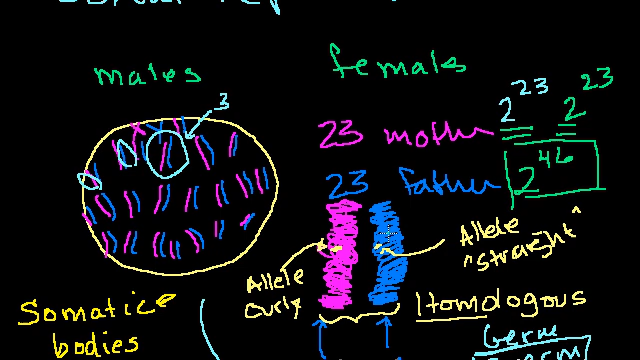 males
females
2^23 2^23
3
23 mother
2^46
23 father
Allele
"straight"
Allele
curly
Somatic
bodies
Homologous
Germ